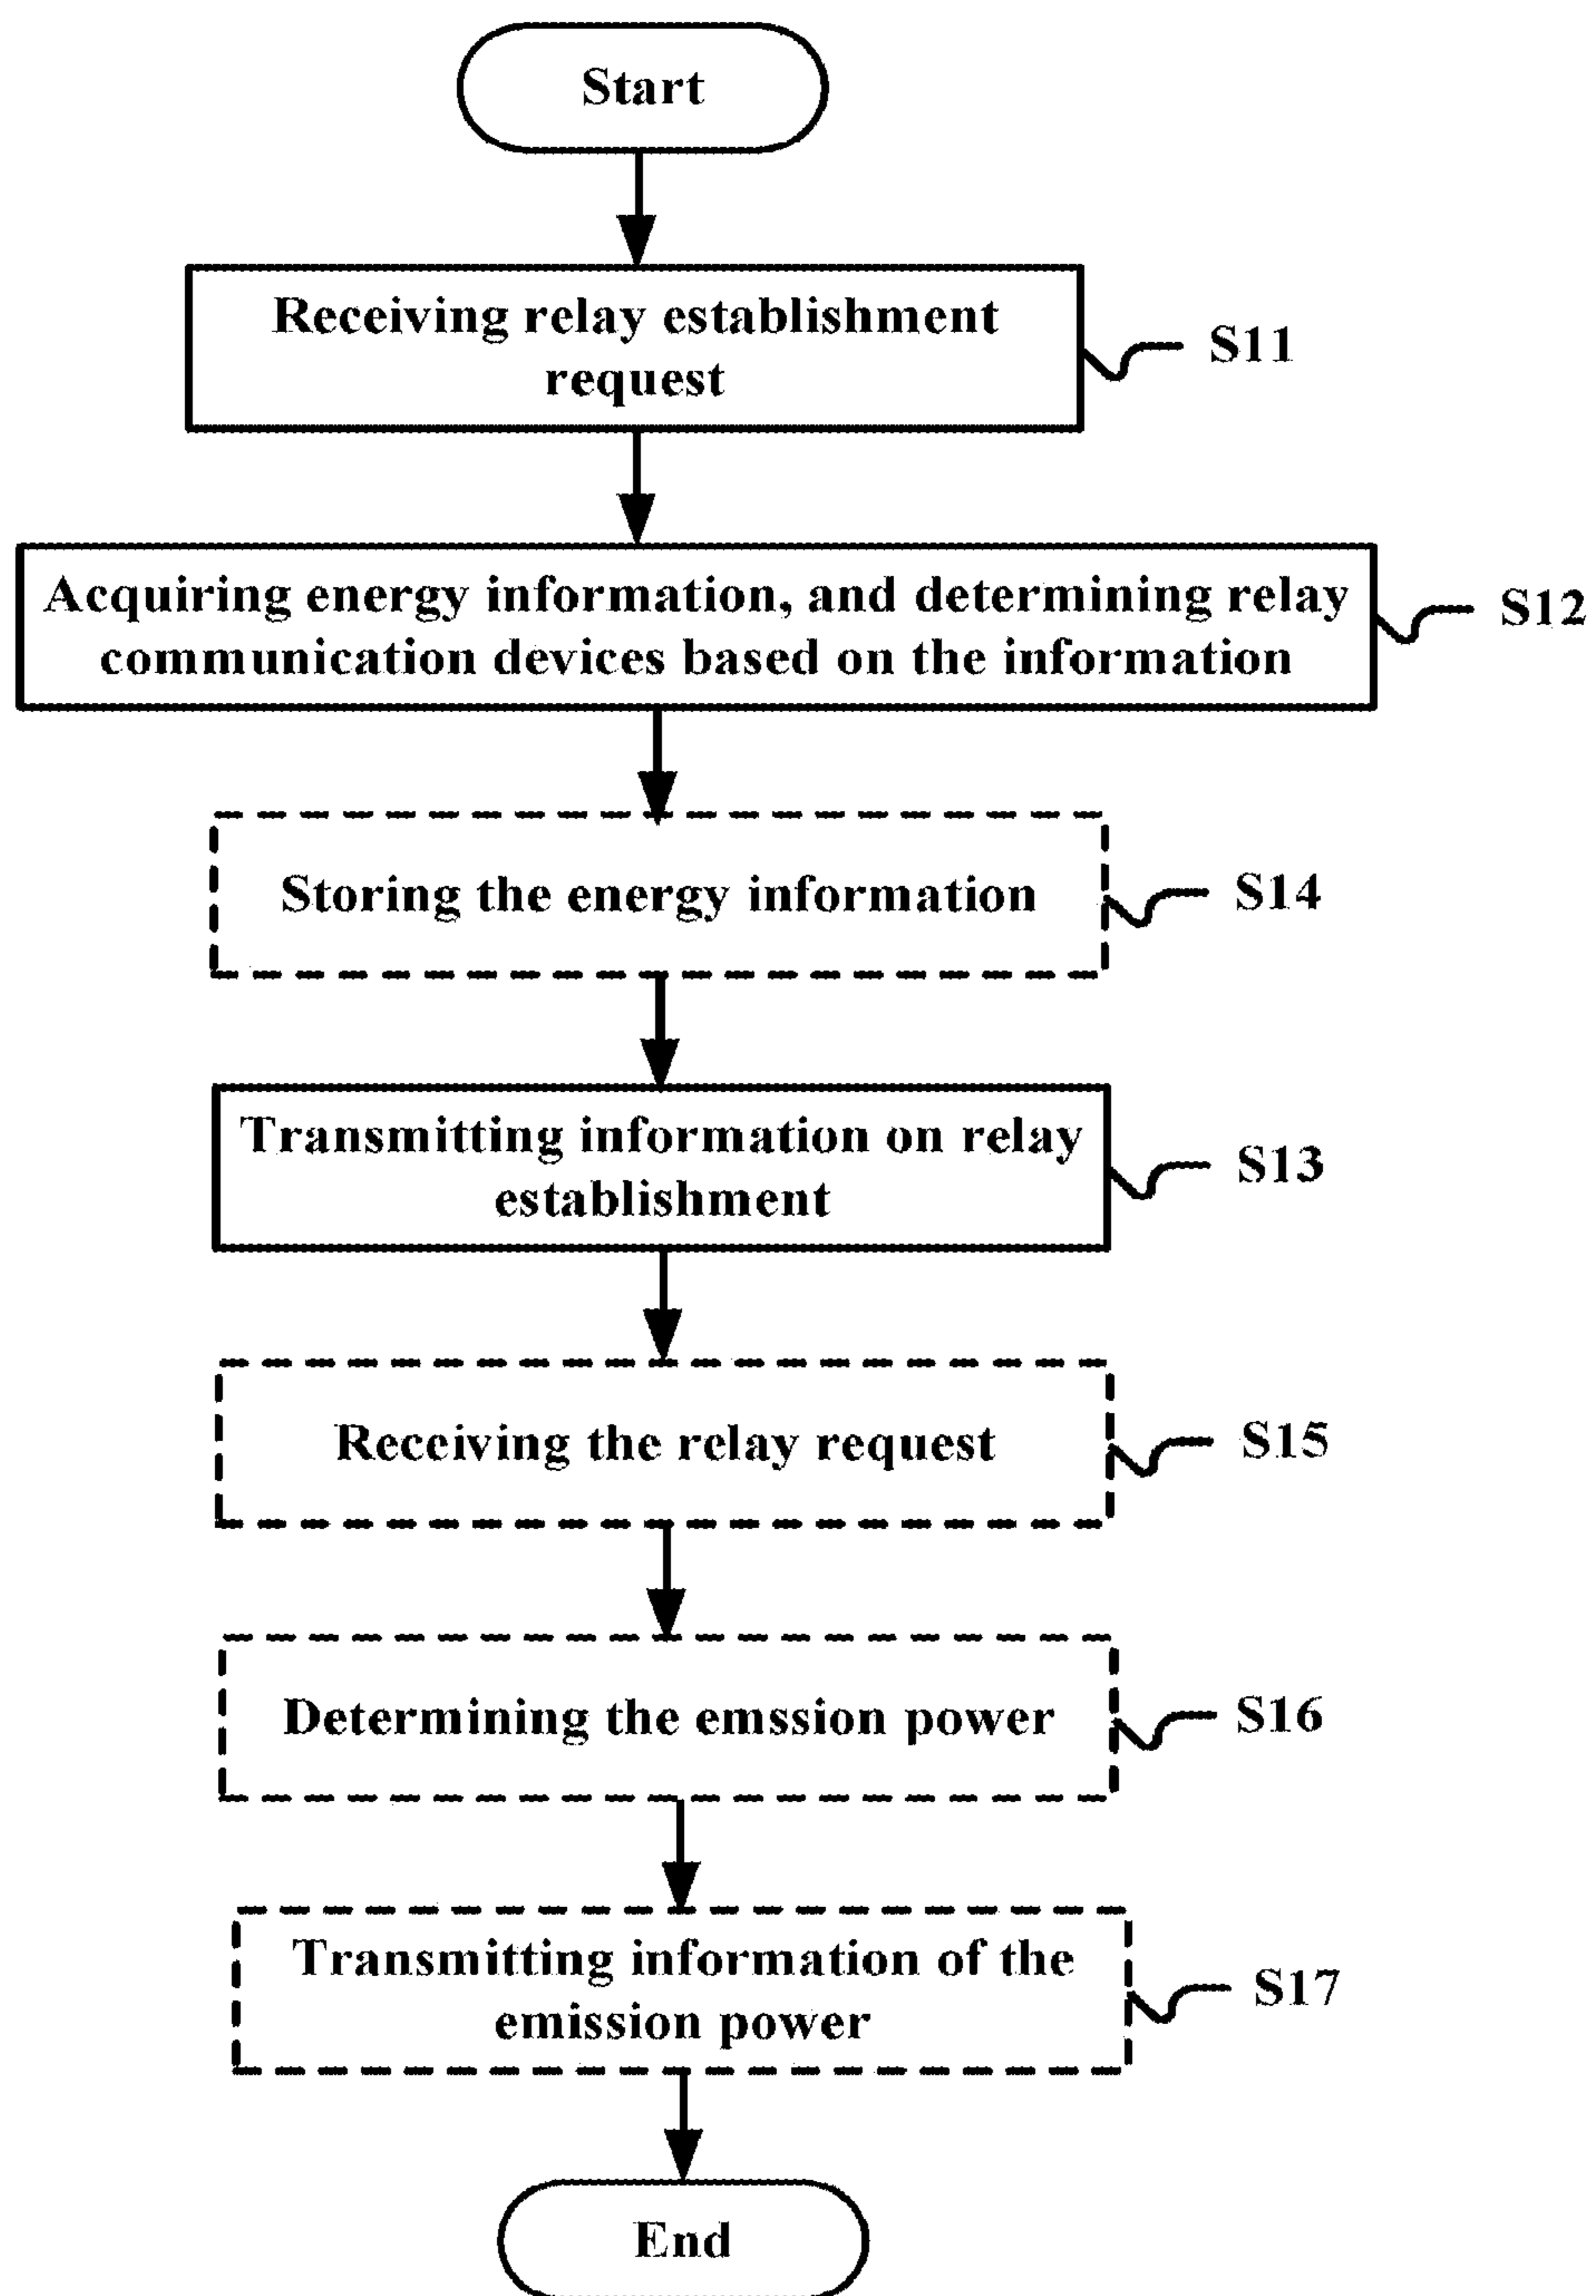 Start
Receiving relay establishment
request
S11
Acquiring energy information, and determining relay
communication devices based on the information
S12
Storing the energy information
S14
Transmitting information on relay
establishment
S13
Receiving the relay request
S15
Determining the emssion power
S16
Transmitting information of the
emission power
S17
End